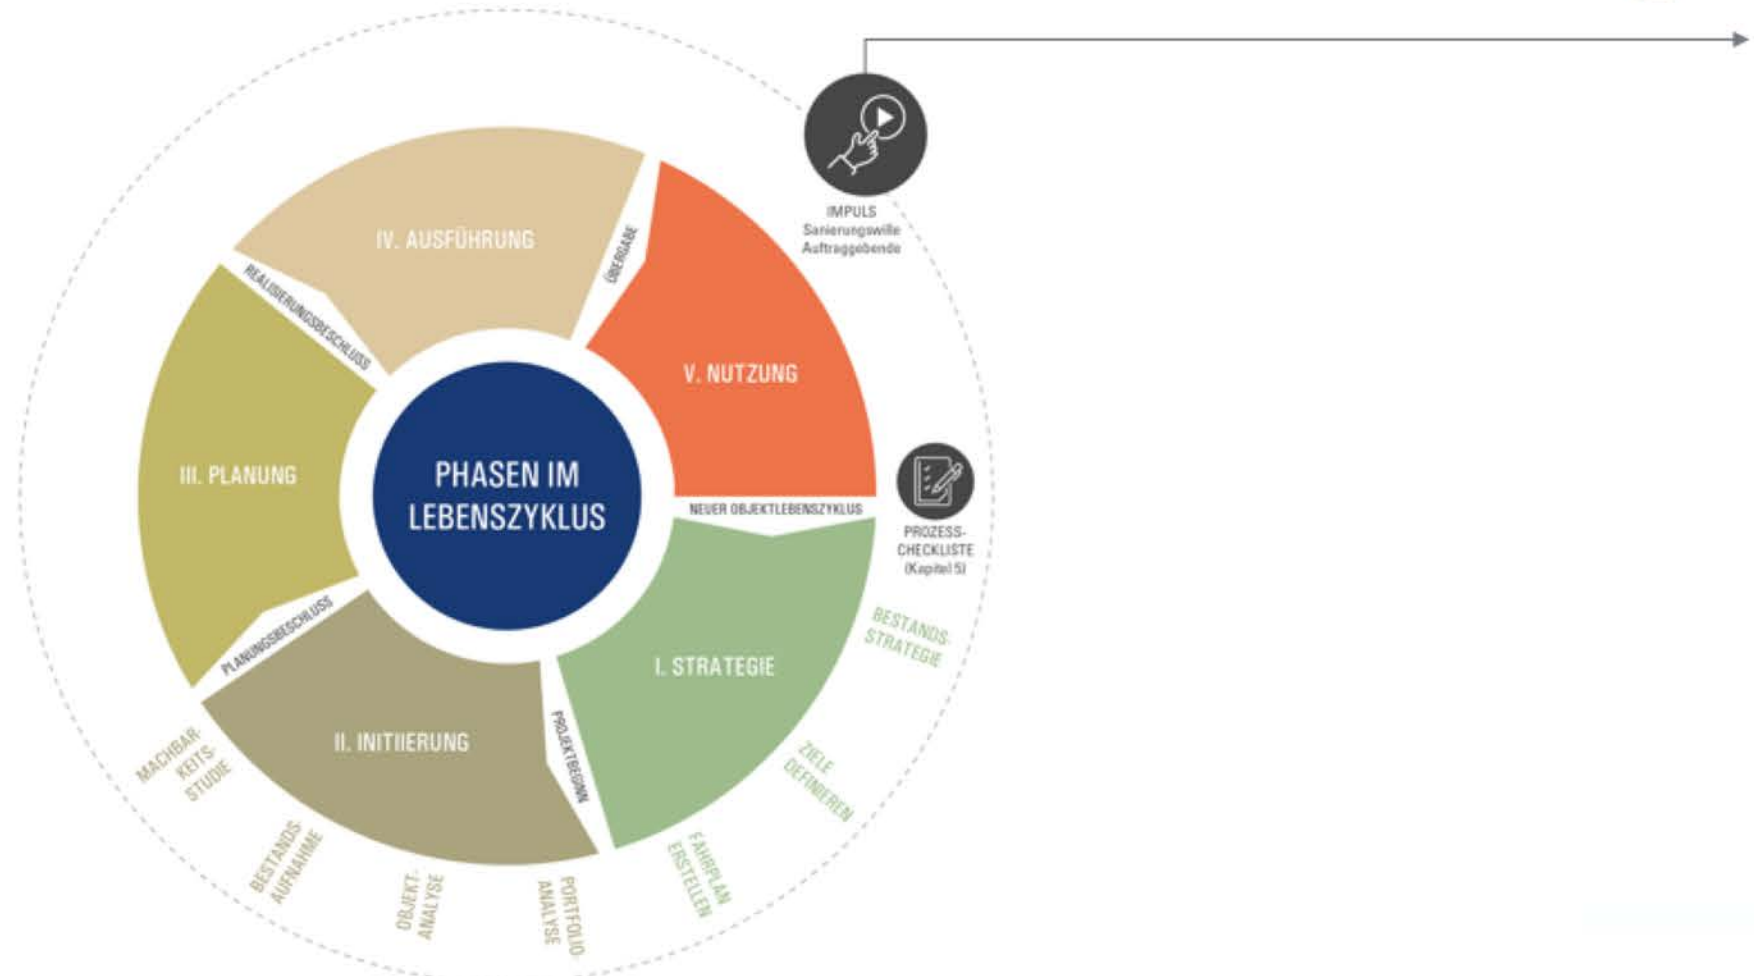 IMPULS
Sanierungswille
Auftraggebende
IV. AUSFÜHRUNG
ÜBERGABE
REALISIERUNGSBESCHLUSS
V. NUTZUNG
III. PLANUNG
PHASEN IM
LEBENSZYKLUS
NEUER OBJEKTLEBENSZYKLUS
PROZESS-
CHECKLISTE
(Kapitel 5)
PLANUNGSBESCHLUSS
BESTANDS-
STRATEGIE
I. STRATEGIE
II. INITIIERUNG
PROJEKTBEGINN
ZIELE
DEFINIEREN
MACHBAR-
KEITS-
STUDIE
BESTANDS-
AUFNAHME
OBJEKT-
ANALYSE
PORTFOLIO-
ANALYSE
FAHRPLAN
ERSTELLEN